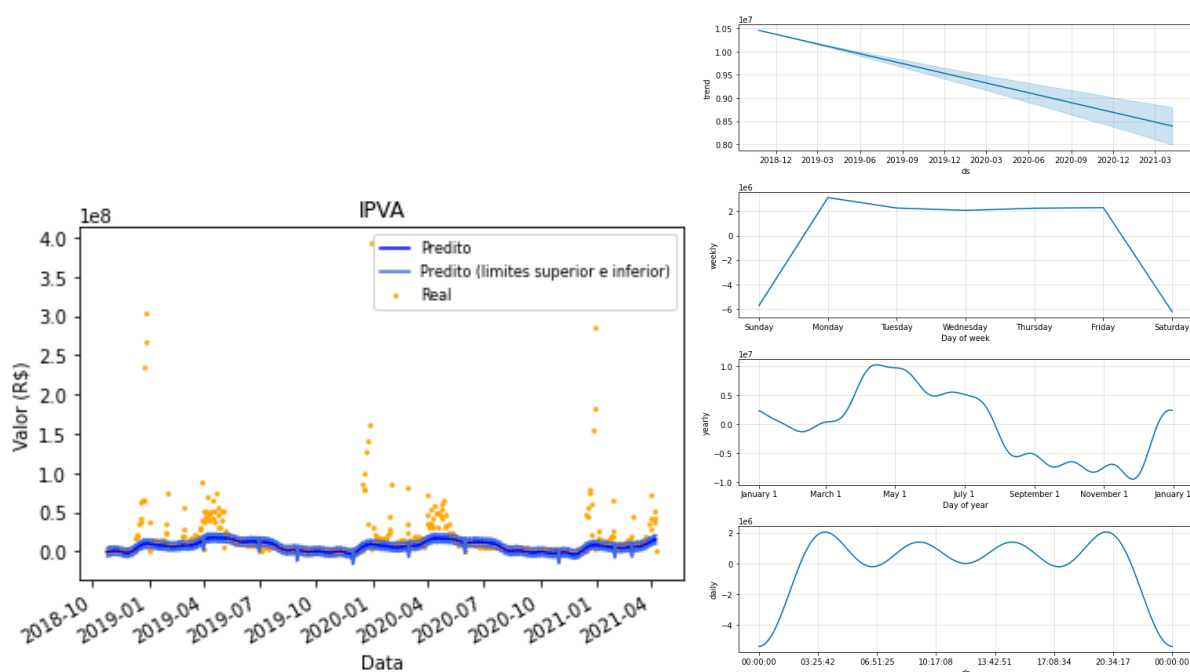 IPVA
1e8
4.0
3.5
3.0
2.5
2.0
1.5
1.0
0.5
0.0
Valor (R$)
Predito
Predito (limites superior e inferior)
Real
2018-10 2019-01 2019-04 2019-07 2019-10 2020-01 2020-04 2020-07 2020-10 2021-01 2021-04
Data
1e7
1.05
1.00
0.95
0.90
0.85
0.80
trend
2018-12 2019-03 2019-06 2019-09 2019-12 2020-03 2020-06 2020-09 2020-12 2021-03
ds
1e6
2
0
−2
−4
−6
weekly
Sunday Monday Tuesday Wednesday Thursday Friday Saturday
Day of week
1e7
1.0
0.5
0.0
−0.5
−1.0
yearly
January 1 March 1 May 1 July 1 September 1 November 1 January 1
Day of year
1e6
2
0
−2
−4
daily
00:00:00 03:25:42 06:51:25 10:17:08 13:42:51 17:08:34 20:34:17 00:00:00